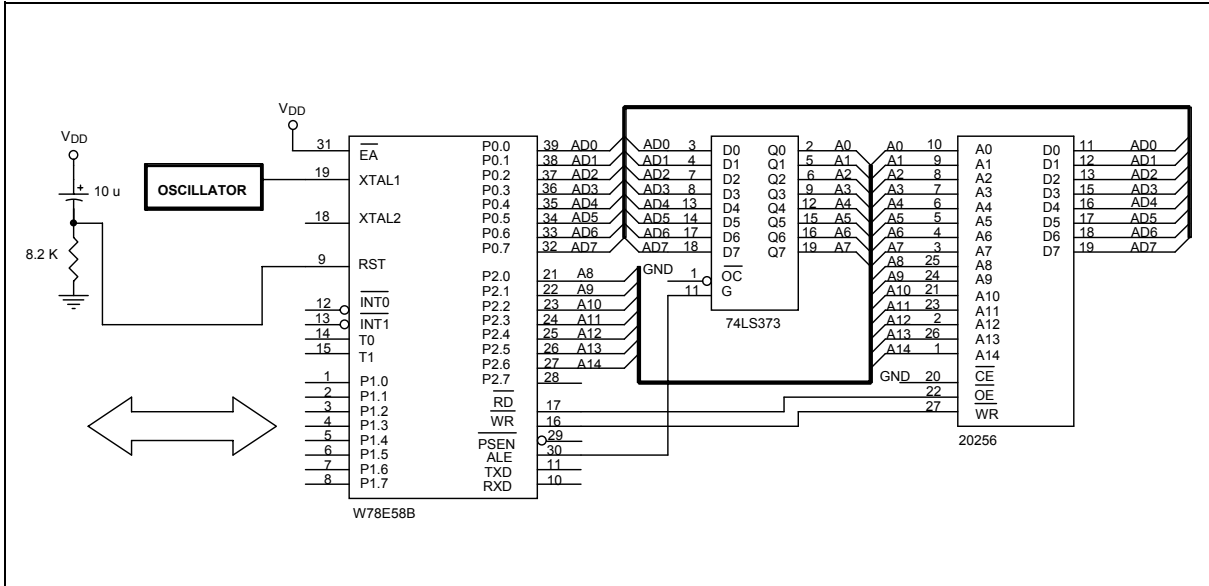 VDD
10 u
8.2 K
OSCILLATOR
VDD
31 EA
19 XTAL1
18 XTAL2
9 RST
12 INT0
13 INT1
14 T0
15 T1
1 P1.0
2 P1.1
3 P1.2
4 P1.3
5 P1.4
6 P1.5
7 P1.6
8 P1.7
P0.0 39 AD0
P0.1 38 AD1
P0.2 37 AD2
P0.3 36 AD3
P0.4 35 AD4
P0.5 34 AD5
P0.6 33 AD6
P0.7 32 AD7
P2.0 21 A8
P2.1 22 A9
P2.2 23 A10
P2.3 24 A11
P2.4 25 A12
P2.5 26 A13
P2.6 27 A14
P2.7 28
RD 17
WR 16
PSEN 29
ALE 30
TXD 11
RXD 10
W78E58B
AD0 3 D0 Q0 2 A0
AD1 4 D1 Q1 5 A1
AD2 7 D2 Q2 6 A2
AD3 8 D3 Q3 9 A3
AD4 13 D4 Q4 12 A4
AD5 14 D5 Q5 15 A5
AD6 17 D6 Q6 16 A6
AD7 18 D7 Q7 19 A7
GND 1 OC
11 G
74LS373
A0 10 A0 D0 11 AD0
A1 9 A1 D1 12 AD1
A2 8 A2 D2 13 AD2
A3 7 A3 D3 15 AD3
A4 6 A4 D4 16 AD4
A5 5 A5 D5 17 AD5
A6 4 A6 D6 18 AD6
A7 3 A7 D7 19 AD7
A8 25 A8
A9 24 A9
A10 21 A10
A11 23 A11
A12 2 A12
A13 26 A13
A14 1 A14
GND 20 CE
22 OE
27 WR
20256